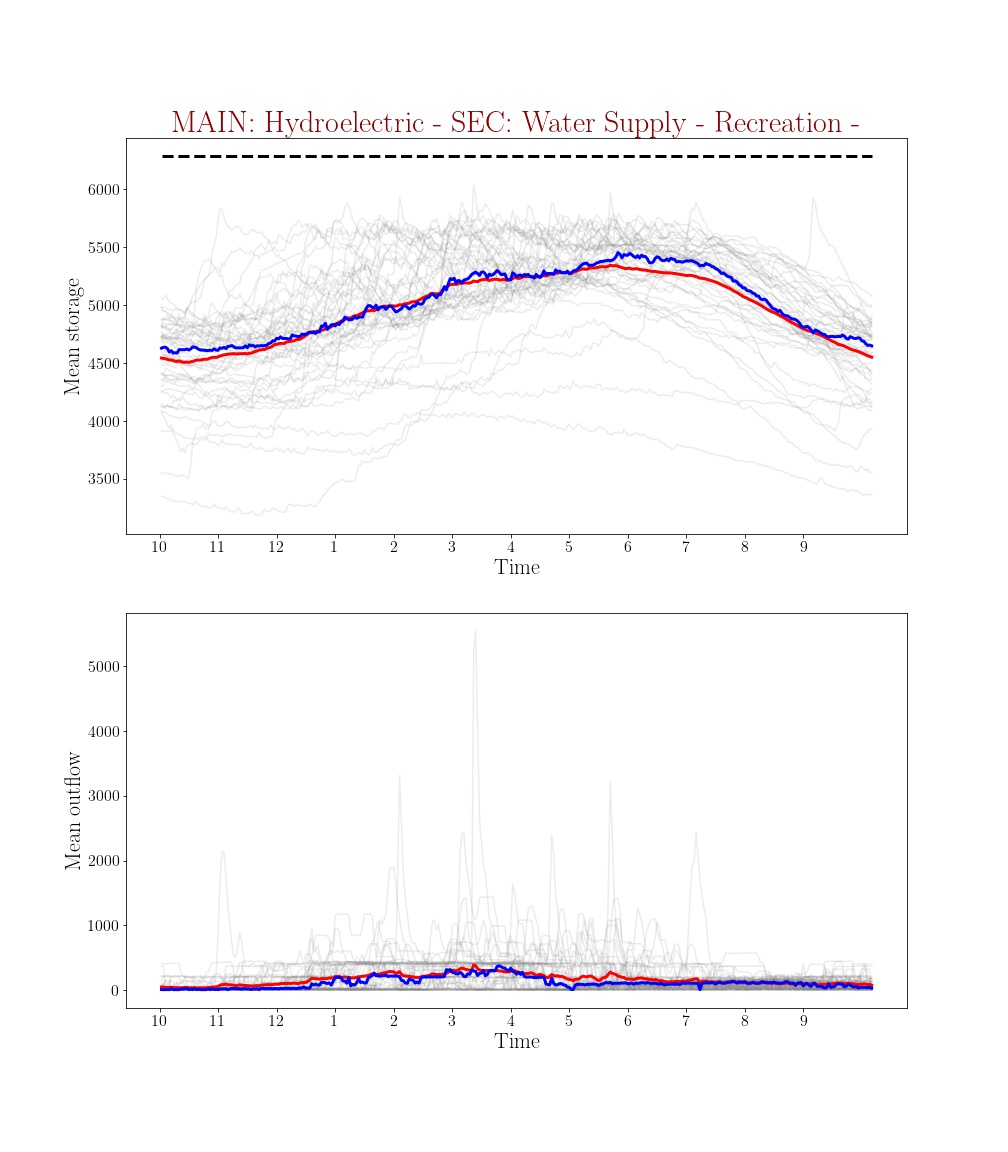 MAIN: Hydroelectric - SEC: Water Supply - Recreation -
6000
5500
5000
4500
4000
3500
Mean storage
10 11 12 1 2 3 4 5 6 7 8 9
Time
5000
4000
3000
2000
1000
0
Mean outflow
10 11 12 1 2 3 4 5 6 7 8 9
Time